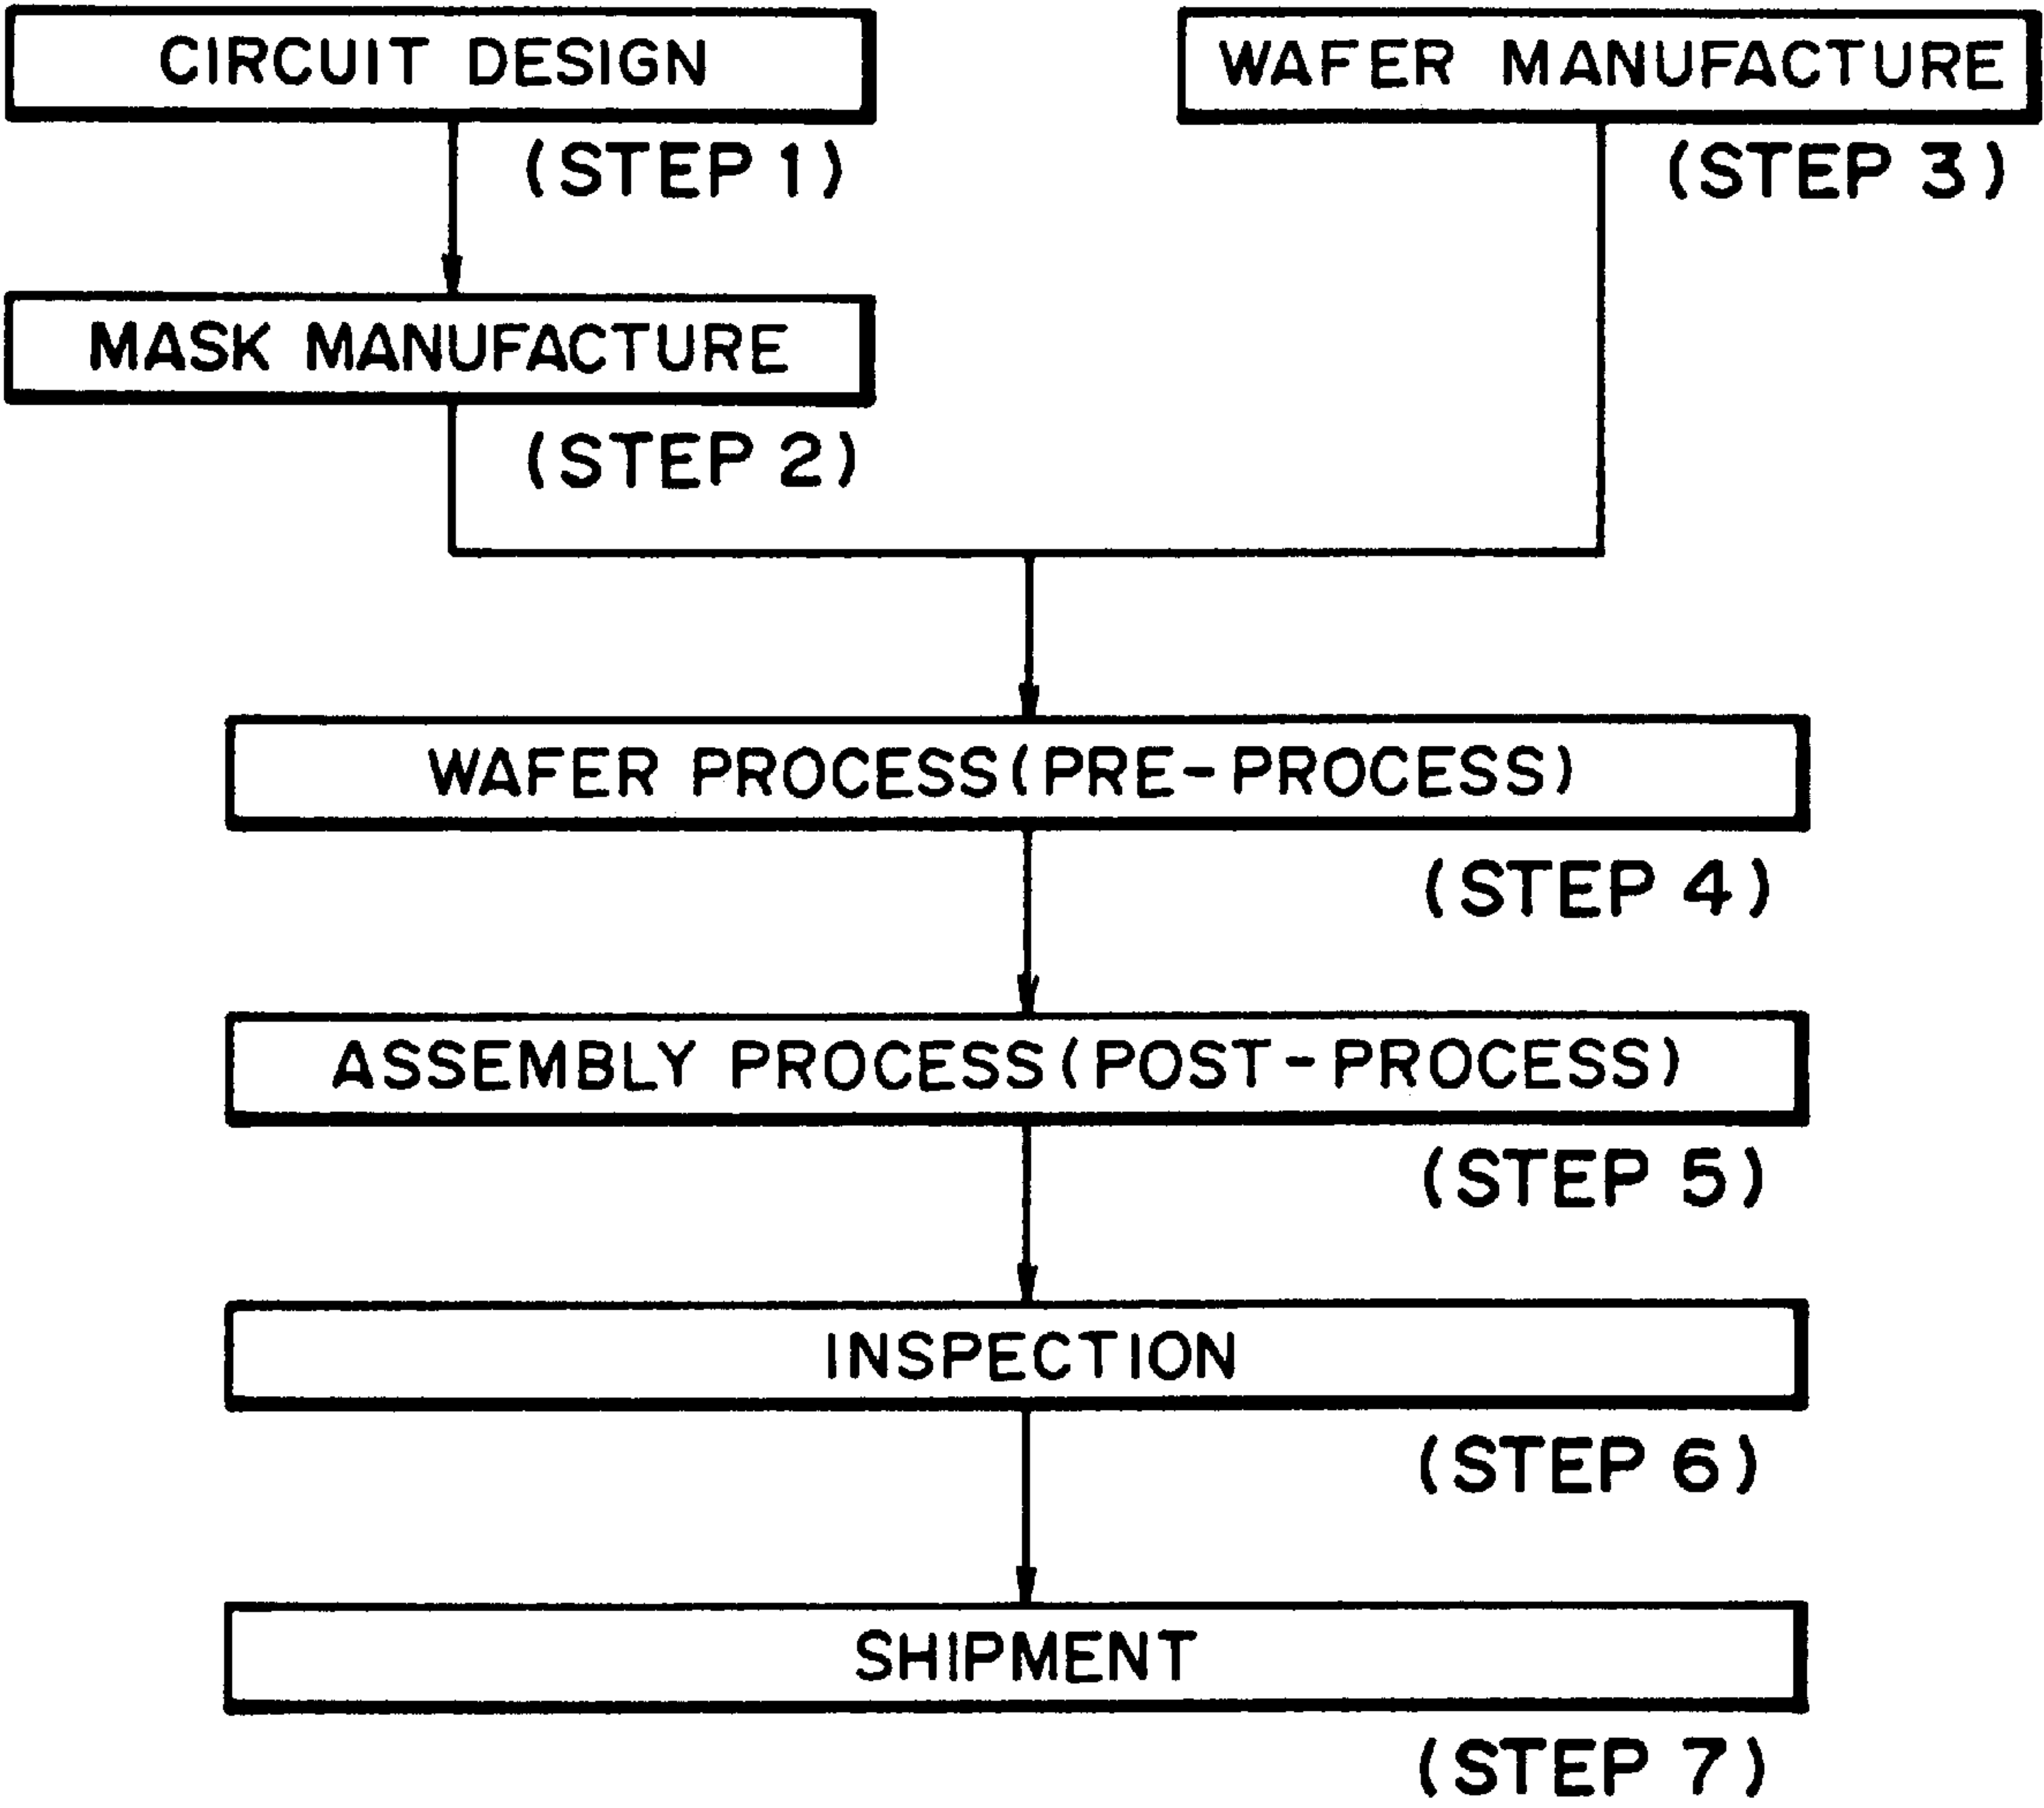 CIRCUIT DESIGN
(STEP 1)
WAFER MANUFACTURE
(STEP 3)
MASK MANUFACTURE
(STEP 2)
WAFER PROCESS(PRE-PROCESS)
(STEP 4)
ASSEMBLY PROCESS(POST-PROCESS)
(STEP 5)
INSPECTION
(STEP 6)
SHIPMENT
(STEP 7)